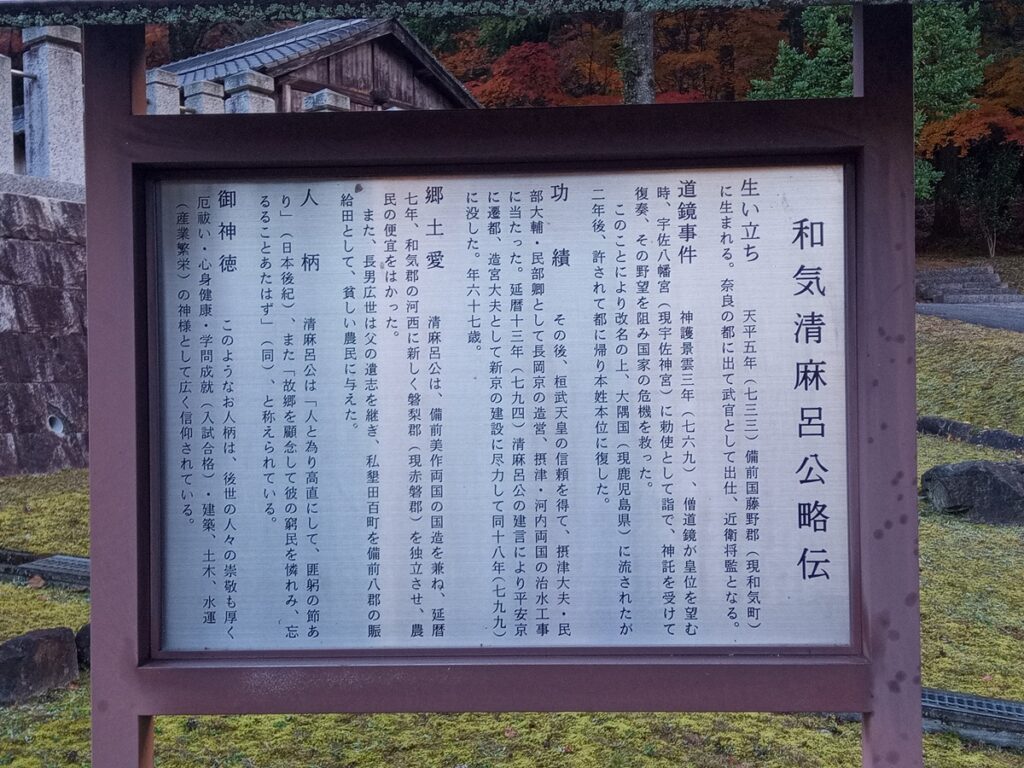 和気清麻呂公略伝
生い立ち　天平五年（七三三）備前国藤野郡（現和気町）
に生まれる。奈良の都に出て武官として出仕、近衛将監となる。
道鏡事件　神護景雲三年（七六九）、僧道鏡が皇位を望む
時、宇佐八幡宮（現宇佐神宮）に勅使として詣で、神託を受けて
復奏、その野望を阻み国家の危機を救った。
このことにより改名の上、大隅国（現鹿児島県）に流されたが
二年後、許されて都に帰り本姓本位に復した。
功績　その後、桓武天皇の信頼を得て、摂津大夫・民
部大輔・民部卿として長岡京の造営、摂津・河内両国の治水工事
に当たった。延暦十三年（七九四）清麻呂公の建言により平安京
に遷都、造宮大夫として新京の建設に尽力して同十八年（七九九）
に没した。年六十七歳。
郷土愛　清麻呂公は、備前美作両国の国造を兼ね、延暦
七年、和気郡の河西に新しく磐梨郡（現赤磐郡）を独立させ、農
民の便宜をはかった。
また、長男広世は父の遺志を継ぎ、私墾田百町を備前八郡の賑
給田として、貧しい農民に与えた。
人柄　清麻呂公は「人と為り高直にして、匪躬の節あ
り」（日本後紀）、また「故郷を顧念して彼の窮民を憐れみ、忘
るることあたはず」（同）、と称えられている。
御神徳　このようなお人柄は、後世の人々の崇敬も厚く
厄祓い・心身健康・学問成就（入試合格）・建築、土木、水運
（産業繁栄）の神様として広く信仰されている。